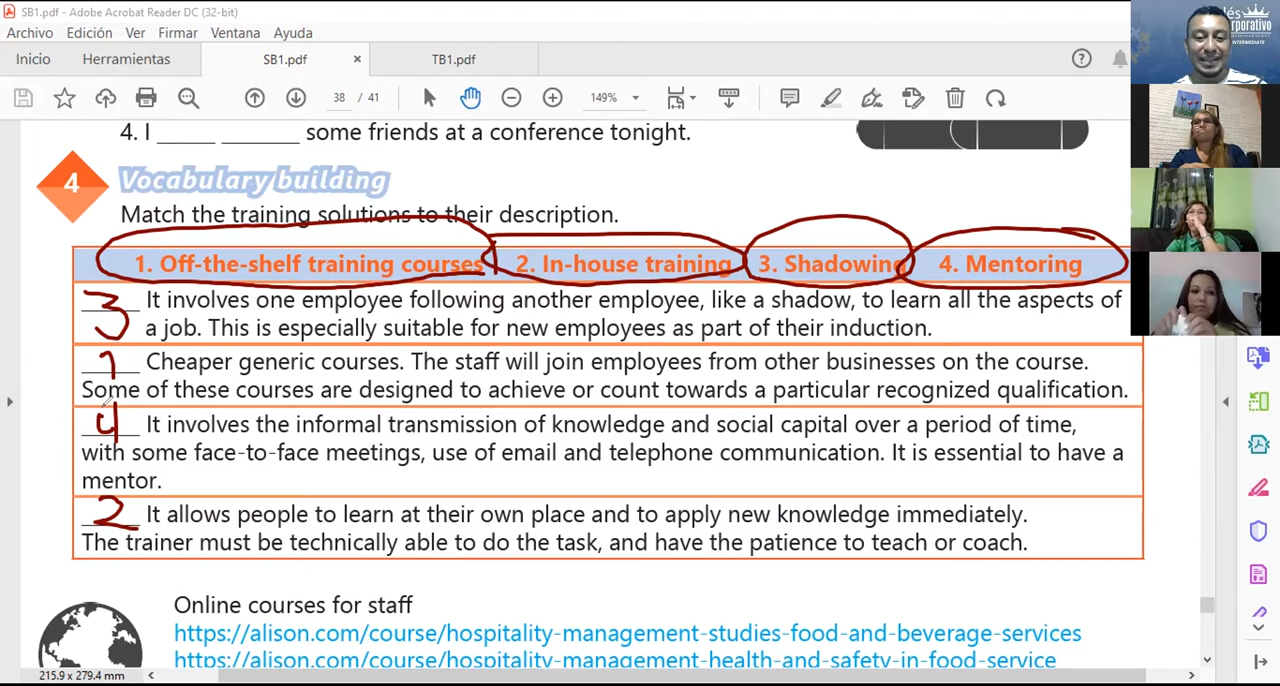 SB1.pdf - Adobe Acrobat Reader DC (32-bit)
Archivo Edición Ver Firmar Ventana Ayuda
Inicio Herramientas SB1.pdf × TB1.pdf
38 / 41 149%
4. I _____ _______ some friends at a conference tonight.
4 Vocabulary building
Match the training solutions to their description.
1. Off-the-shelf training courses 2. In-house training 3. Shadowing 4. Mentoring
3 It involves one employee following another employee, like a shadow, to learn all the aspects of
a job. This is especially suitable for new employees as part of their induction.
1 Cheaper generic courses. The staff will join employees from other businesses on the course.
Some of these courses are designed to achieve or count towards a particular recognized qualification.
4 It involves the informal transmission of knowledge and social capital over a period of time,
with some face-to-face meetings, use of email and telephone communication. It is essential to have a
mentor.
2 It allows people to learn at their own place and to apply new knowledge immediately.
The trainer must be technically able to do the task, and have the patience to teach or coach.
Online courses for staff
https://alison.com/course/hospitality-management-studies-food-and-beverage-services
https://alison.com/course/hospitality-management-health-and-safety-in-food-service
215.9 x 279.4 mm
lés
rporativo
INTERMEDIATE